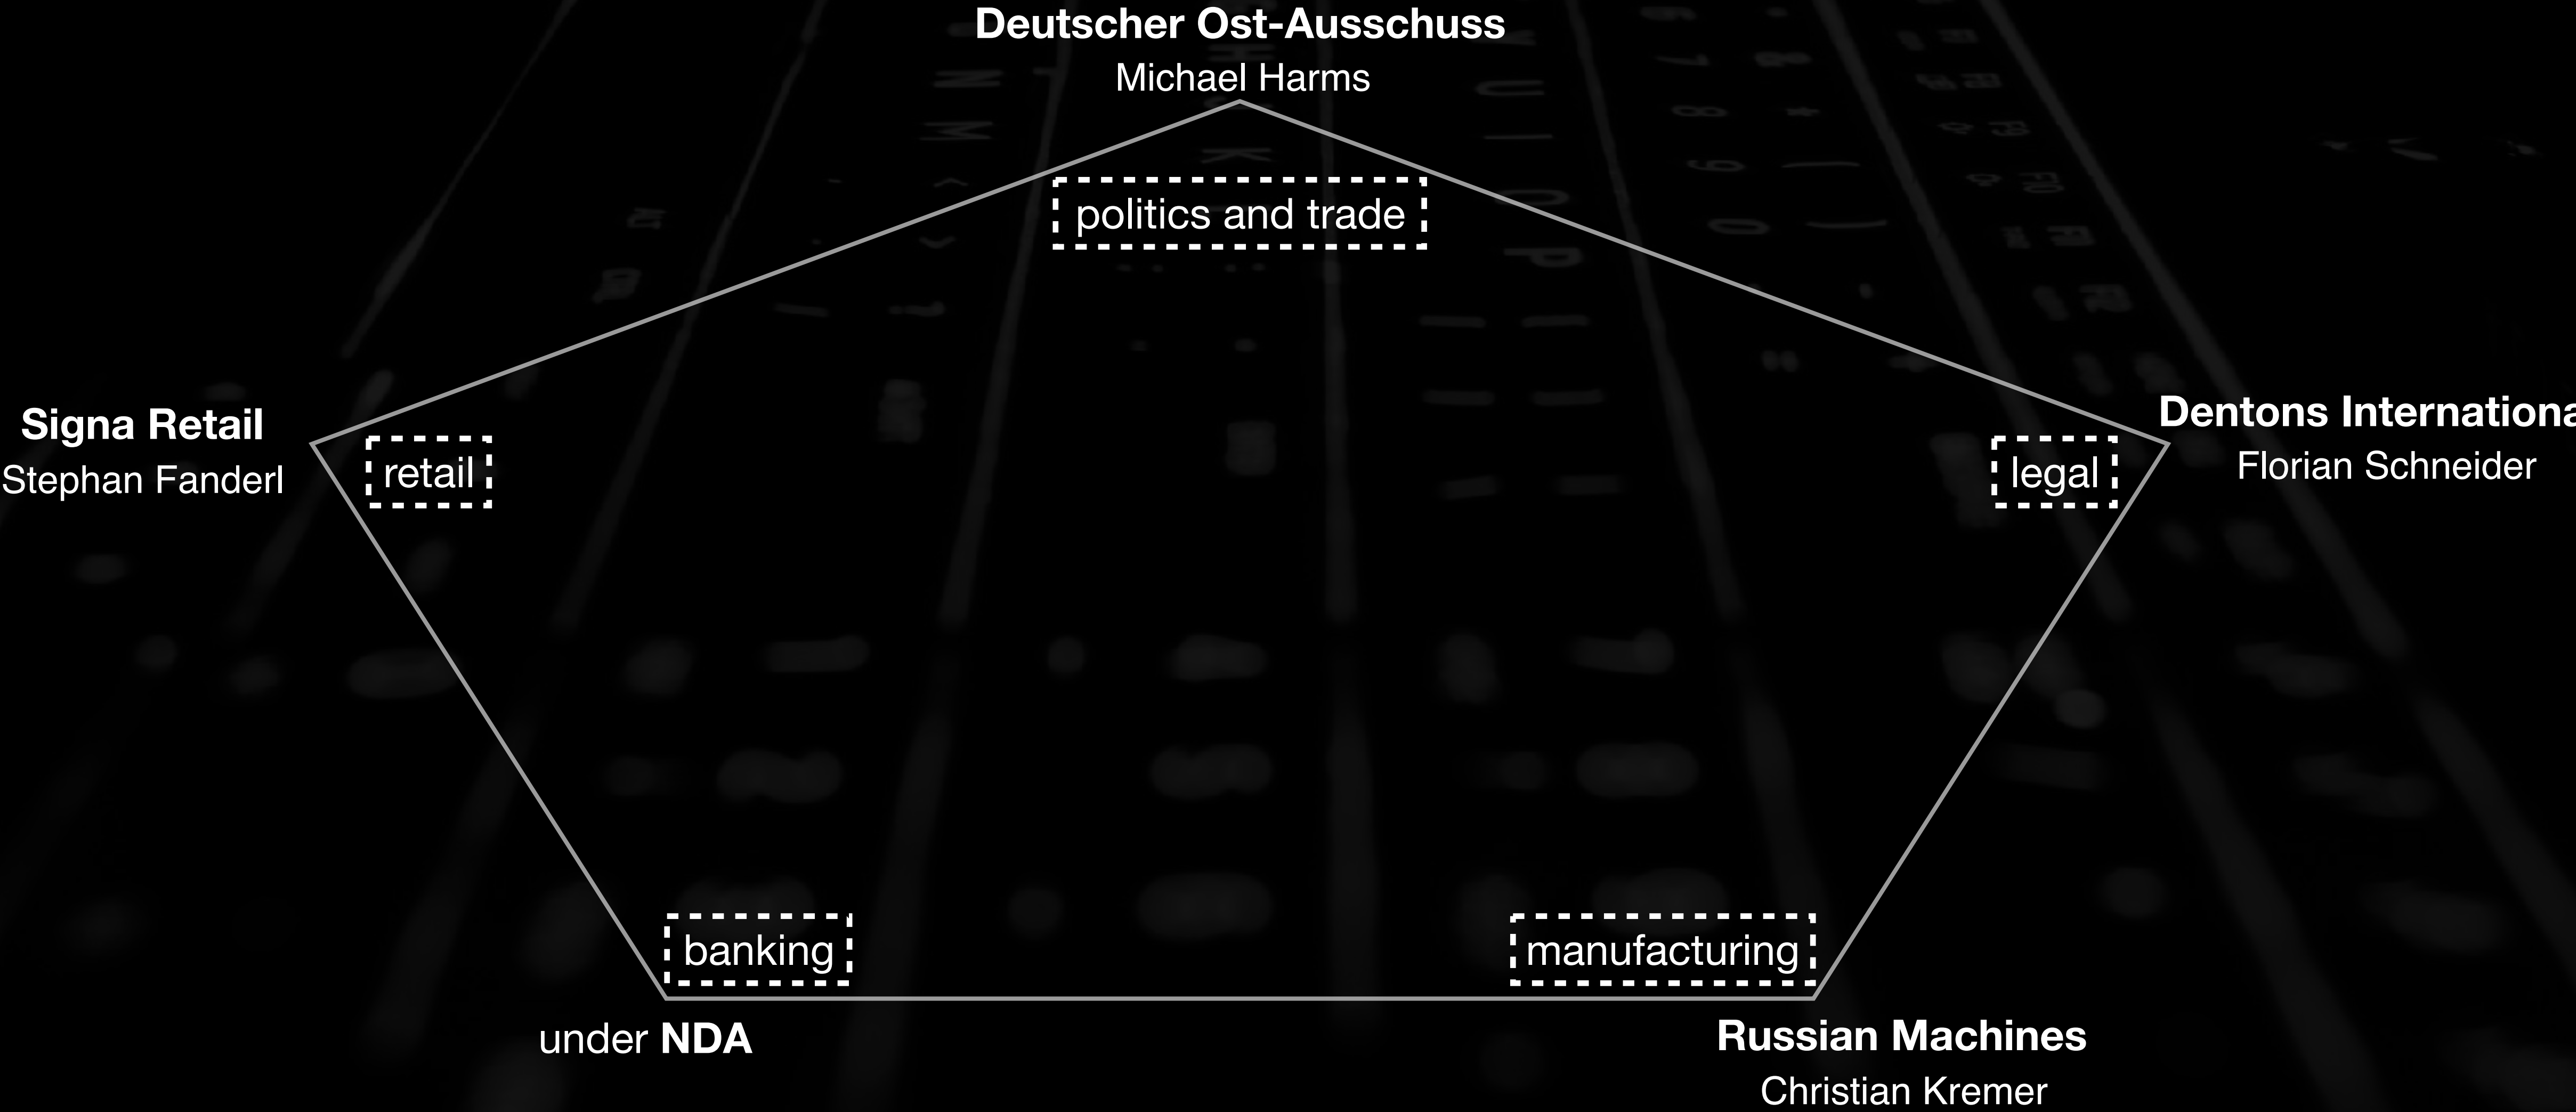 Deutscher Ost-Ausschuss
Michael Harms
politics and trade
Signa Retail
Stephan Fanderl
retail
Dentons Internationa
Florian Schneider
legal
banking
manufacturing
under NDA
Russian Machines
Christian Kremer